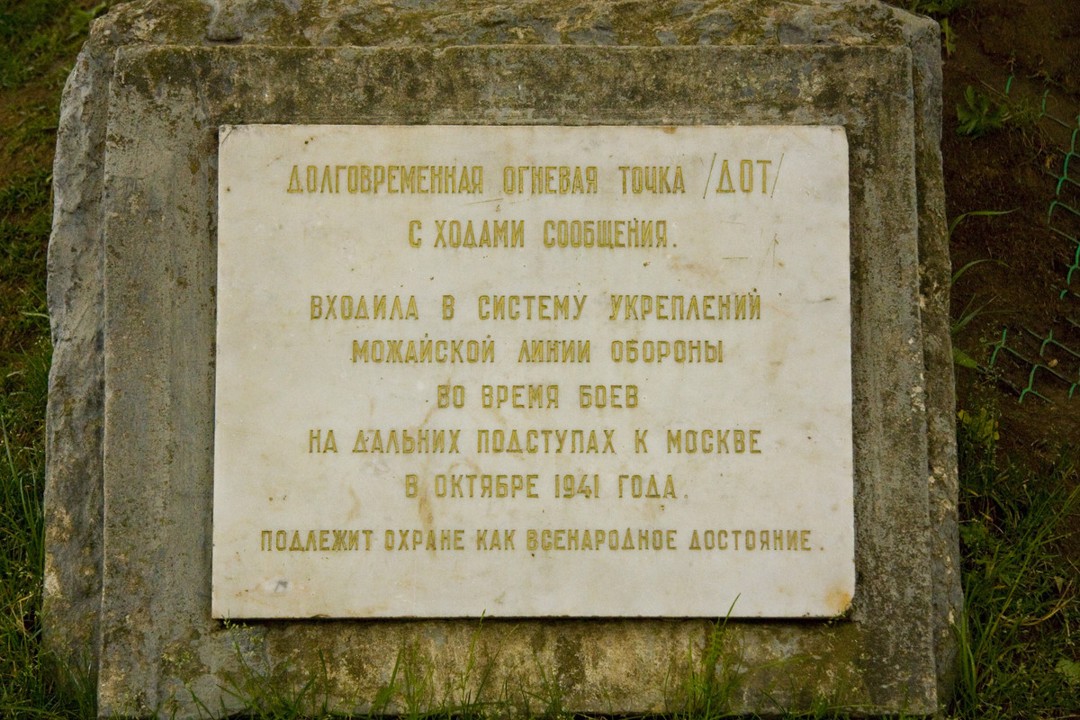 ДОЛГОВРЕМЕННАЯ ОГНЕВАЯ ТОЧКА /ДОТ/
С ХОДАМИ СООБЩЕНИЯ.
ВХОДИЛА В СИСТЕМУ УКРЕПЛЕНИЙ
МОЖАЙСКОЙ ЛИНИИ ОБОРОНЫ
ВО ВРЕМЯ БОЕВ
НА ДАЛЬНИХ ПОДСТУПАХ К МОСКВЕ
В ОКТЯБРЕ 1941 ГОДА.
ПОДЛЕЖИТ ОХРАНЕ КАК ВСЕНАРОДНОЕ ДОСТОЯНИЕ.